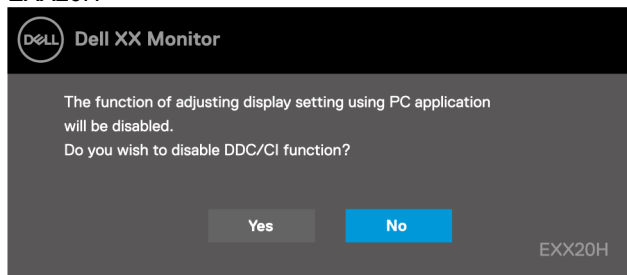 EXX20H
DELL Dell XX Monitor
The function of adjusting display setting using PC application
will be disabled.
Do you wish to disable DDC/CI function?
Yes No
EXX20H